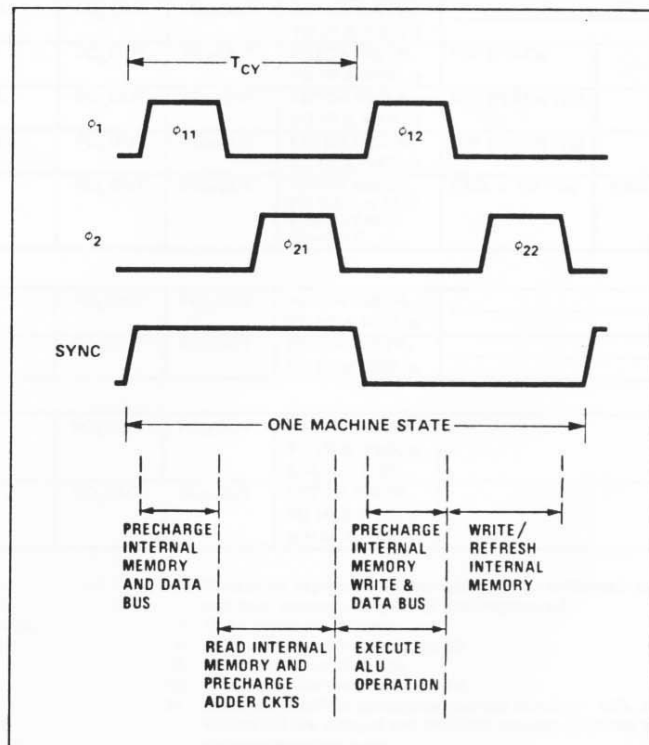 T_CY
φ1
φ11
φ12
φ2
φ21
φ22
SYNC
ONE MACHINE STATE
PRECHARGE
INTERNAL
MEMORY
AND DATA
BUS
PRECHARGE
INTERNAL
MEMORY
WRITE &
DATA BUS
WRITE/
REFRESH
INTERNAL
MEMORY
READ INTERNAL
MEMORY AND
PRECHARGE
ADDER CKTS
EXECUTE
ALU
OPERATION